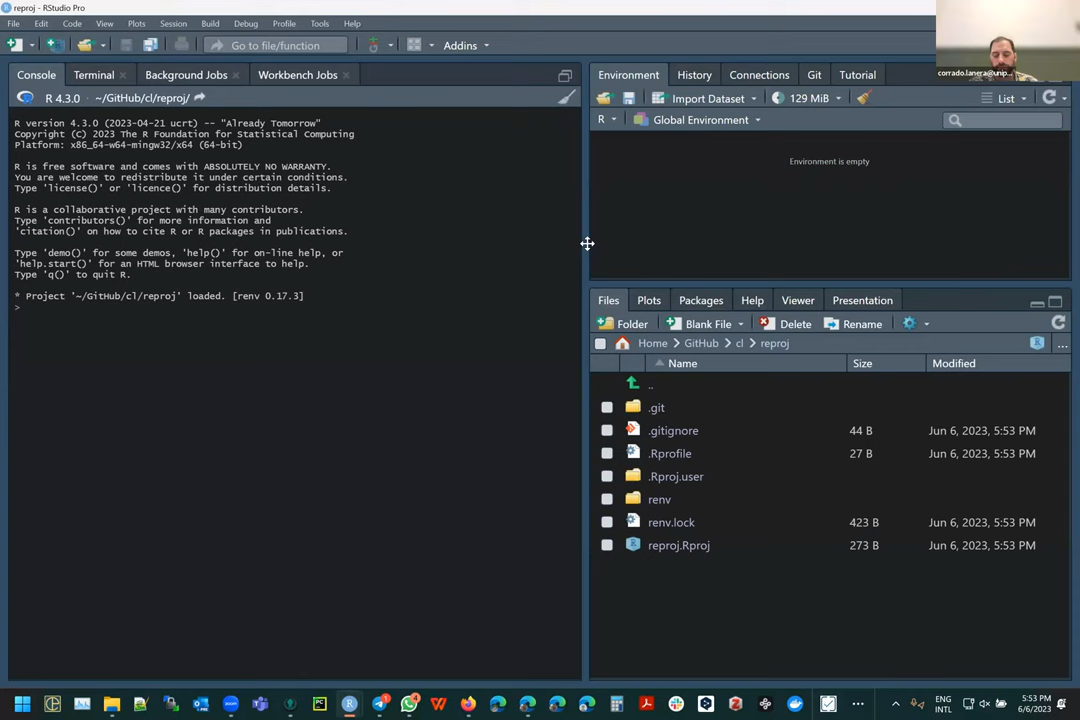 reproj - RStudio Pro
File Edit Code View Plots Session Build Debug Profile Tools Help
Go to file/function
Addins
corrado.lanera@unip...
Console Terminal Background Jobs Workbench Jobs
R 4.3.0 · ~/GitHub/cl/reproj/
R version 4.3.0 (2023-04-21 ucrt) -- "Already Tomorrow"
Copyright (C) 2023 The R Foundation for Statistical Computing
Platform: x86_64-w64-mingw32/x64 (64-bit)
R is free software and comes with ABSOLUTELY NO WARRANTY.
You are welcome to redistribute it under certain conditions.
Type 'license()' or 'licence()' for distribution details.
R is a collaborative project with many contributors.
Type 'contributors()' for more information and
'citation()' on how to cite R or R packages in publications.
Type 'demo()' for some demos, 'help()' for on-line help, or
'help.start()' for an HTML browser interface to help.
Type 'q()' to quit R.
* Project '~/GitHub/cl/reproj' loaded. [renv 0.17.3]
>
Environment History Connections Git Tutorial
Import Dataset 129 MiB List
R Global Environment
Environment is empty
Files Plots Packages Help Viewer Presentation
Folder Blank File Delete Rename
Home GitHub cl reproj ...
Name Size Modified
..
.git
.gitignore 44 B Jun 6, 2023, 5:53 PM
.Rprofile 27 B Jun 6, 2023, 5:53 PM
.Rproj.user
renv
renv.lock 423 B Jun 6, 2023, 5:53 PM
reproj.Rproj 273 B Jun 6, 2023, 5:53 PM
ENG
INTL
5:53 PM
6/6/2023